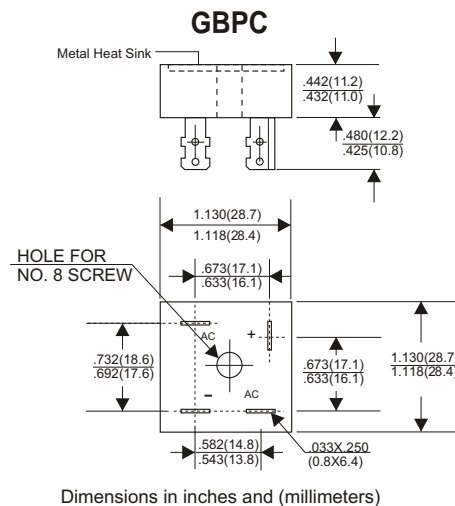 GBPC
Metal Heat Sink
.442(11.2)
.432(11.0)
.480(12.2)
.425(10.8)
1.130(28.7)
1.118(28.4)
HOLE FOR
NO. 8 SCREW
.673(17.1)
.633(16.1)
AC
+
.732(18.6)
.692(17.6)
.673(17.1)
.633(16.1)
1.130(28.7)
1.118(28.4)
-
AC
.582(14.8)
.543(13.8)
.033X.250
(0.8X6.4)
Dimensions in inches and (millimeters)